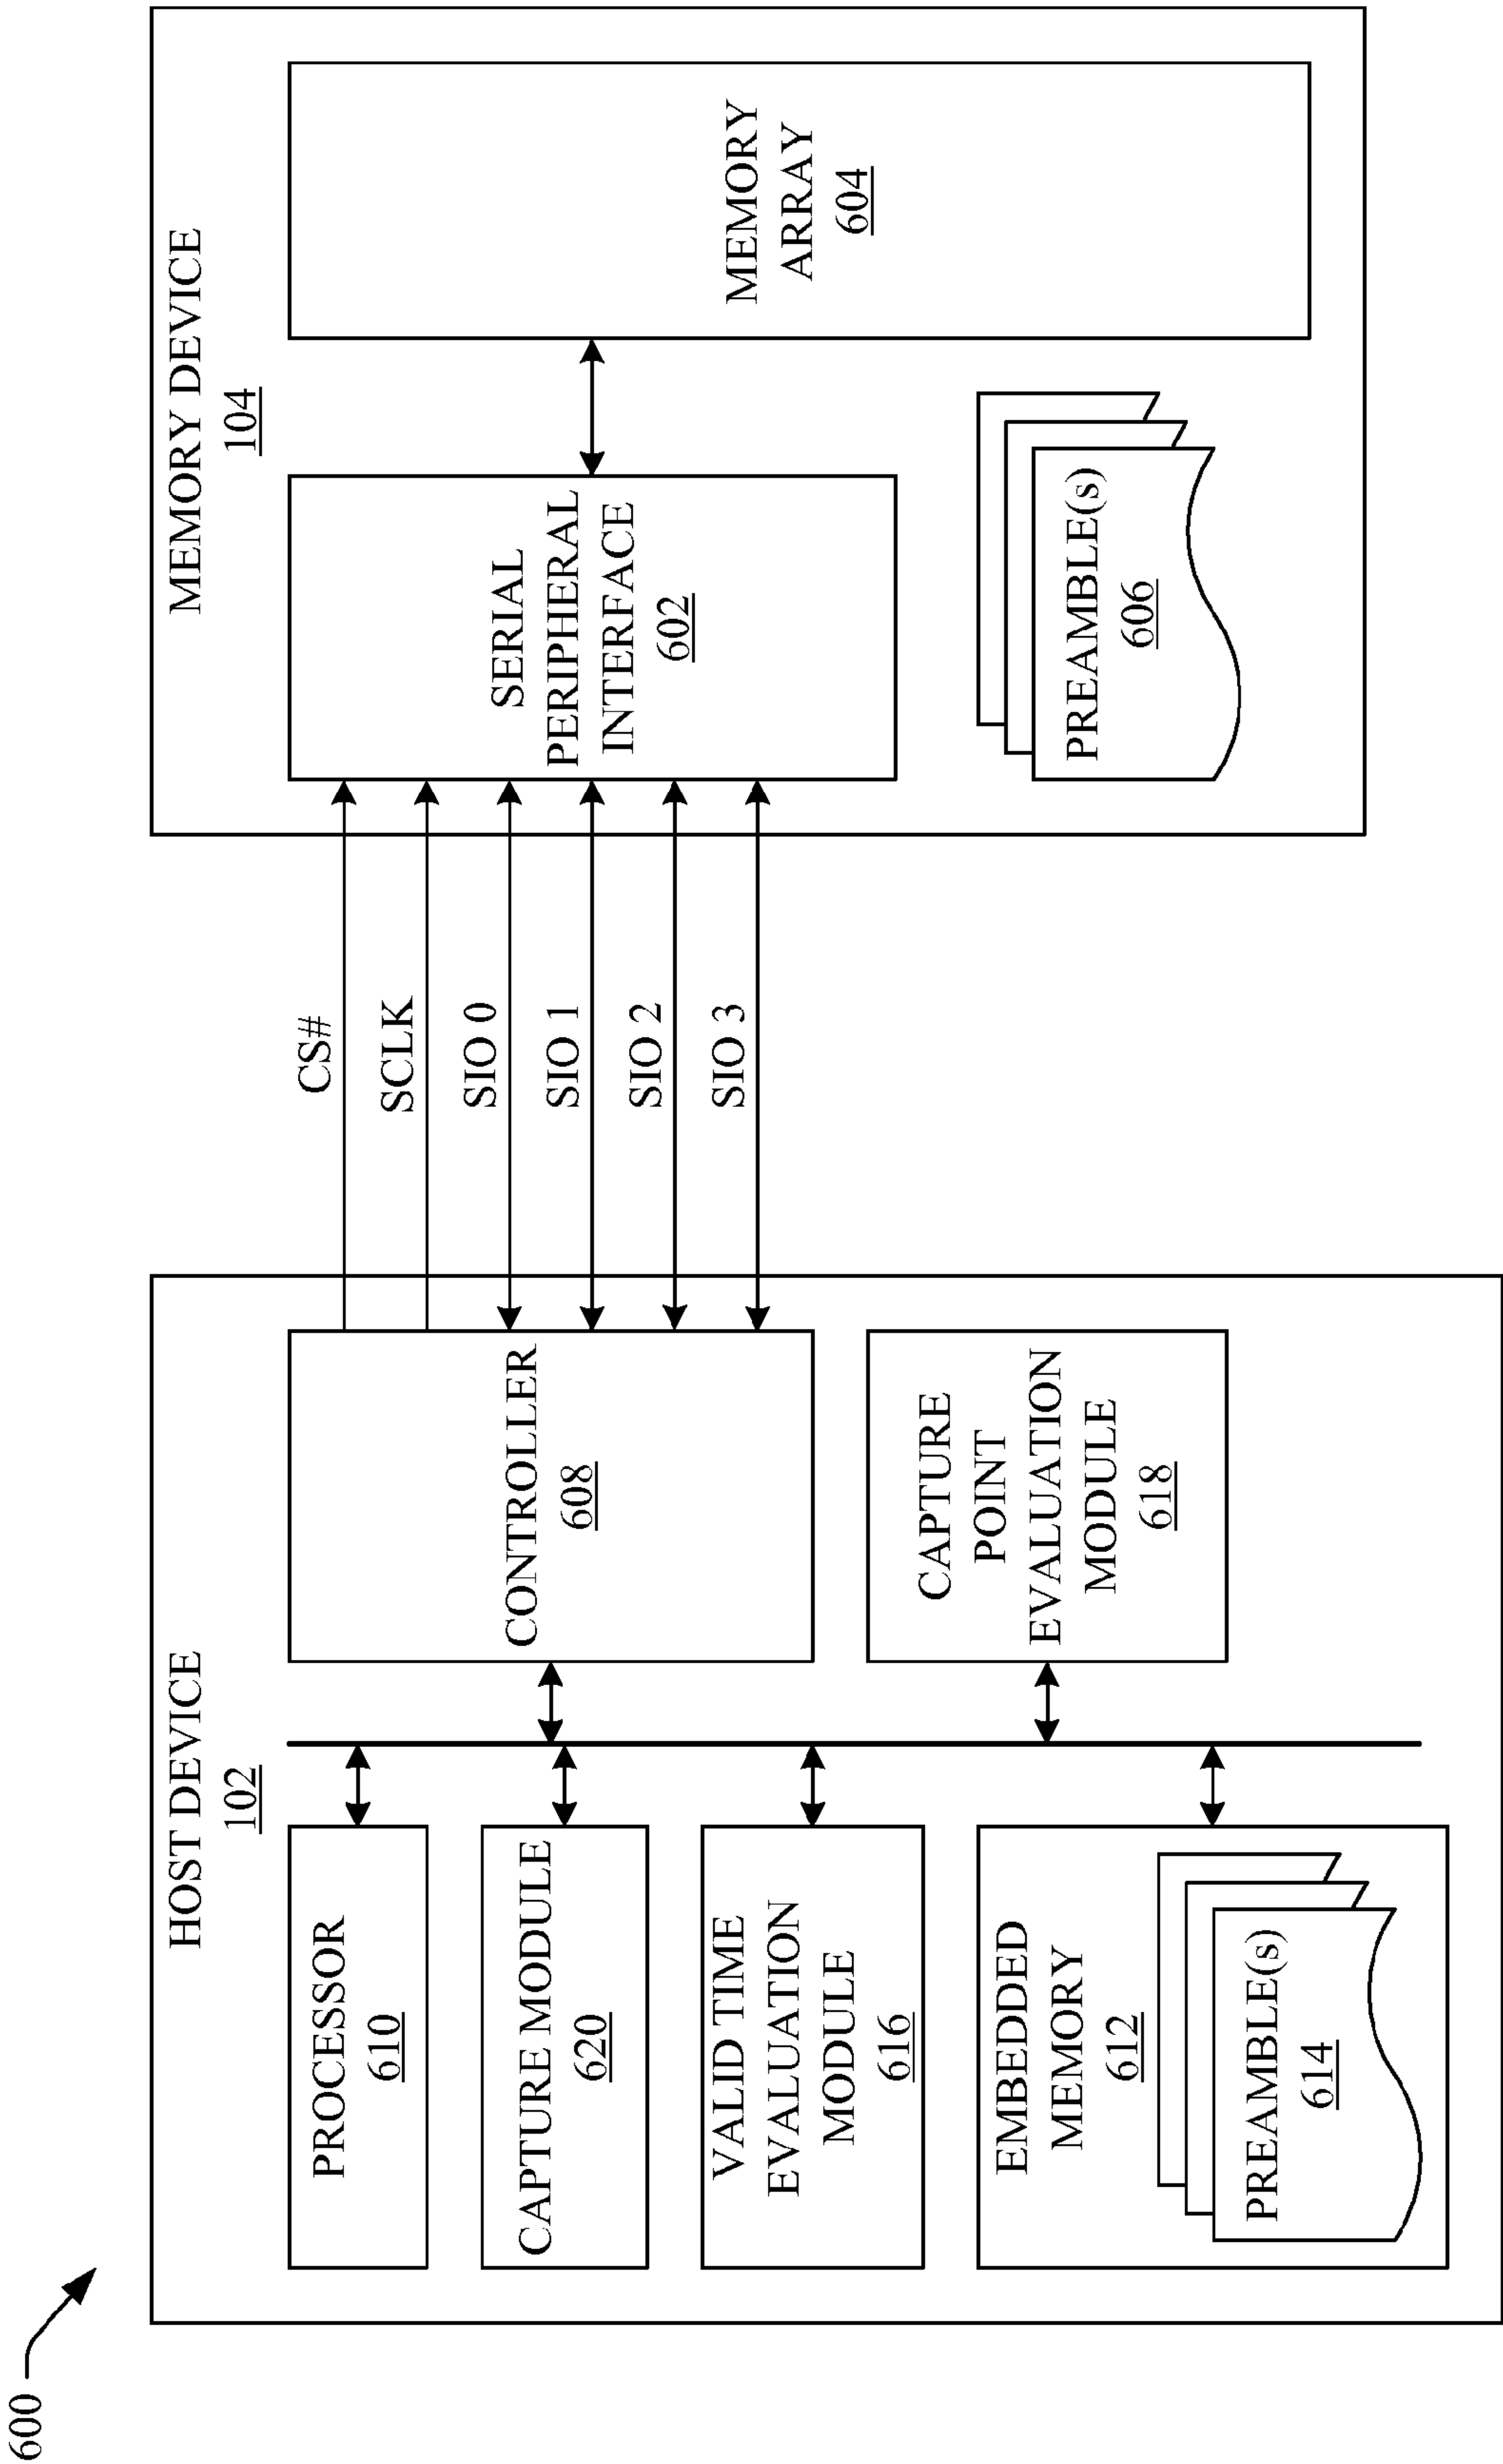 600
HOST DEVICE
102
PROCESSOR
610
CAPTURE MODULE
620
VALID TIME
EVALUATION
MODULE
616
EMBEDDED
MEMORY
612
PREAMBLE(s)
614
CONTROLLER
608
CAPTURE
POINT
EVALUATION
MODULE
618
CS#
SCLK
SIO 0
SIO 1
SIO 2
SIO 3
MEMORY DEVICE
104
SERIAL
PERIPHERAL
INTERFACE
602
PREAMBLE(s)
606
MEMORY
ARRAY
604